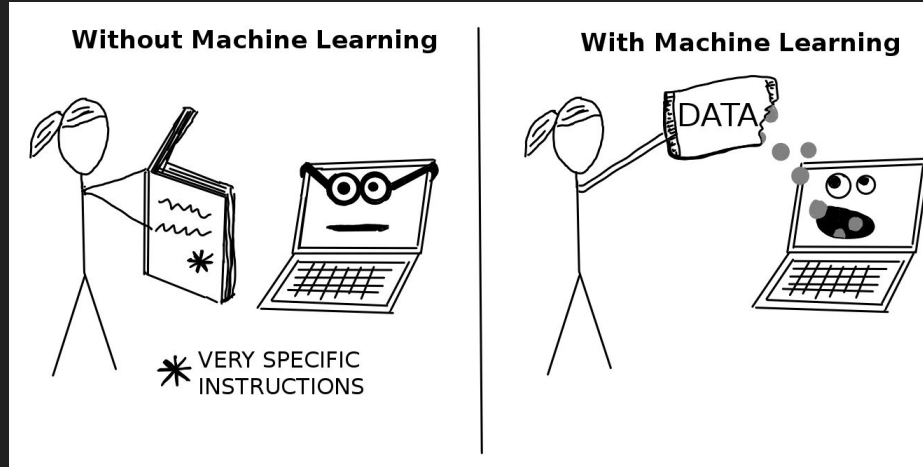 Without Machine Learning
VERY SPECIFIC
INSTRUCTIONS
With Machine Learning
DATA